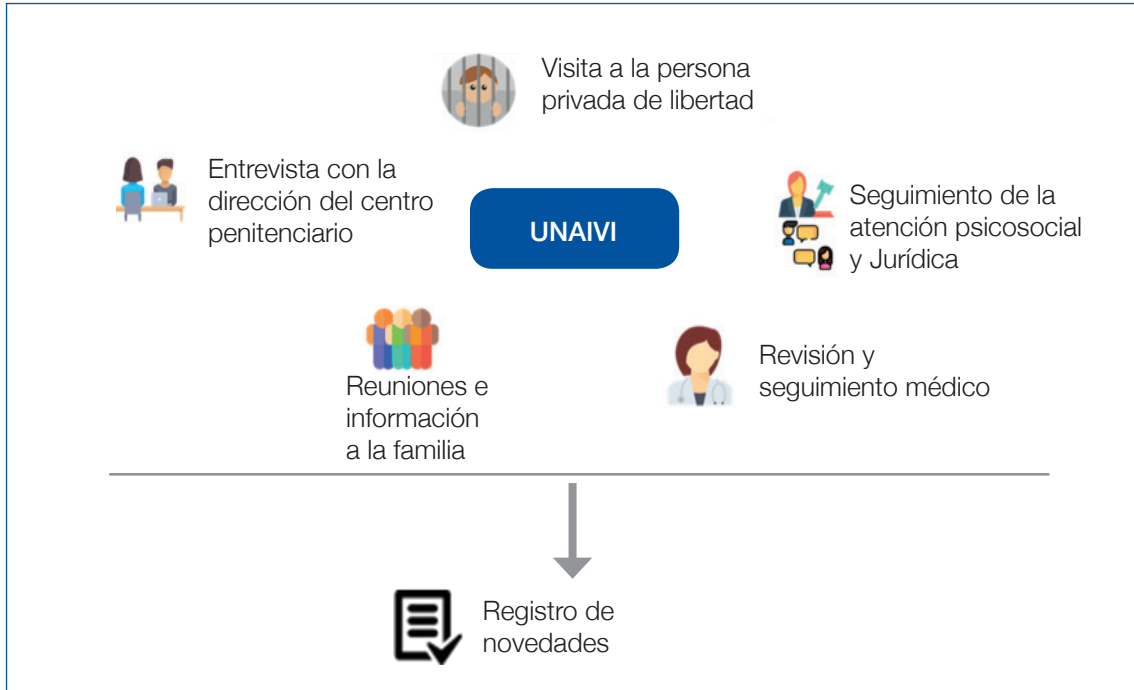 Visita a la persona
privada de libertad
Entrevista con la
dirección del centro
penitenciario
UNAIVI
Seguimiento de la
atención psicosocial
y Jurídica
Reuniones e
información
a la familia
Revisión y
seguimiento médico
Registro de
novedades